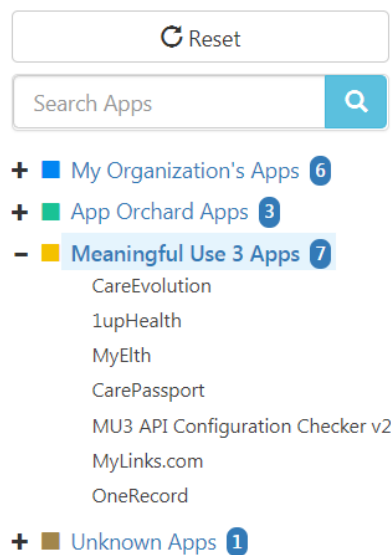 Reset
Search Apps
My Organization's Apps 6
App Orchard Apps 3
Meaningful Use 3 Apps 7
CareEvolution
1upHealth
MyElth
CarePassport
MU3 API Configuration Checker v2
MyLinks.com
OneRecord
Unknown Apps 1